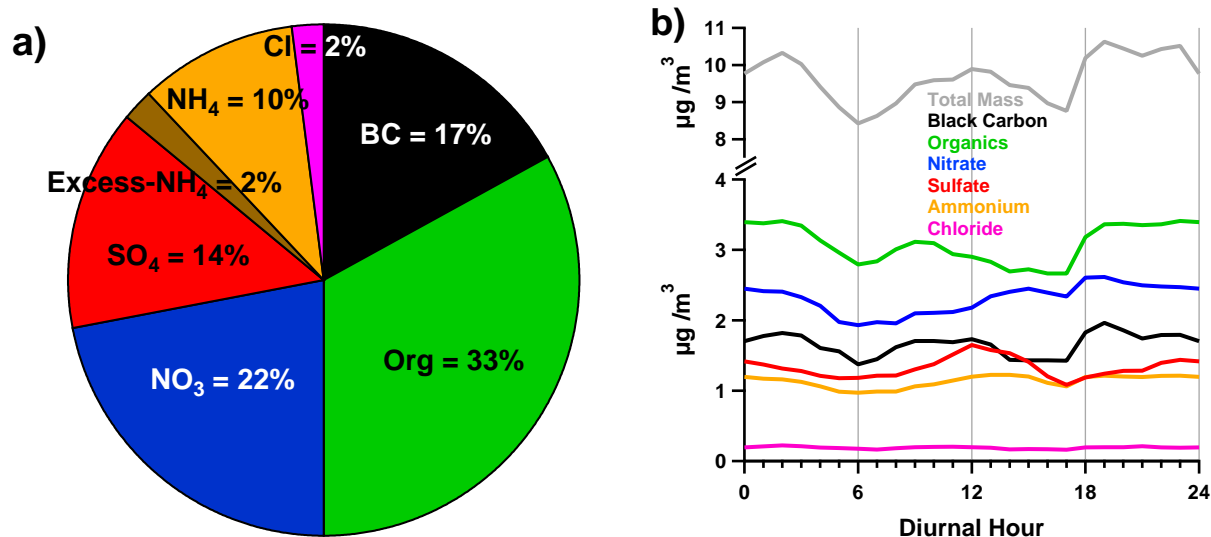 a)
Cl = 2%
NH₄ = 10%
BC = 17%
Excess-NH₄ = 2%
SO₄ = 14%
Org = 33%
NO₃ = 22%
b)
11
10
9
8
µg /m³
Total Mass
Black Carbon
Organics
Nitrate
Sulfate
Ammonium
Chloride
4
3
2
1
0
µg /m³
0 6 12 18 24
Diurnal Hour